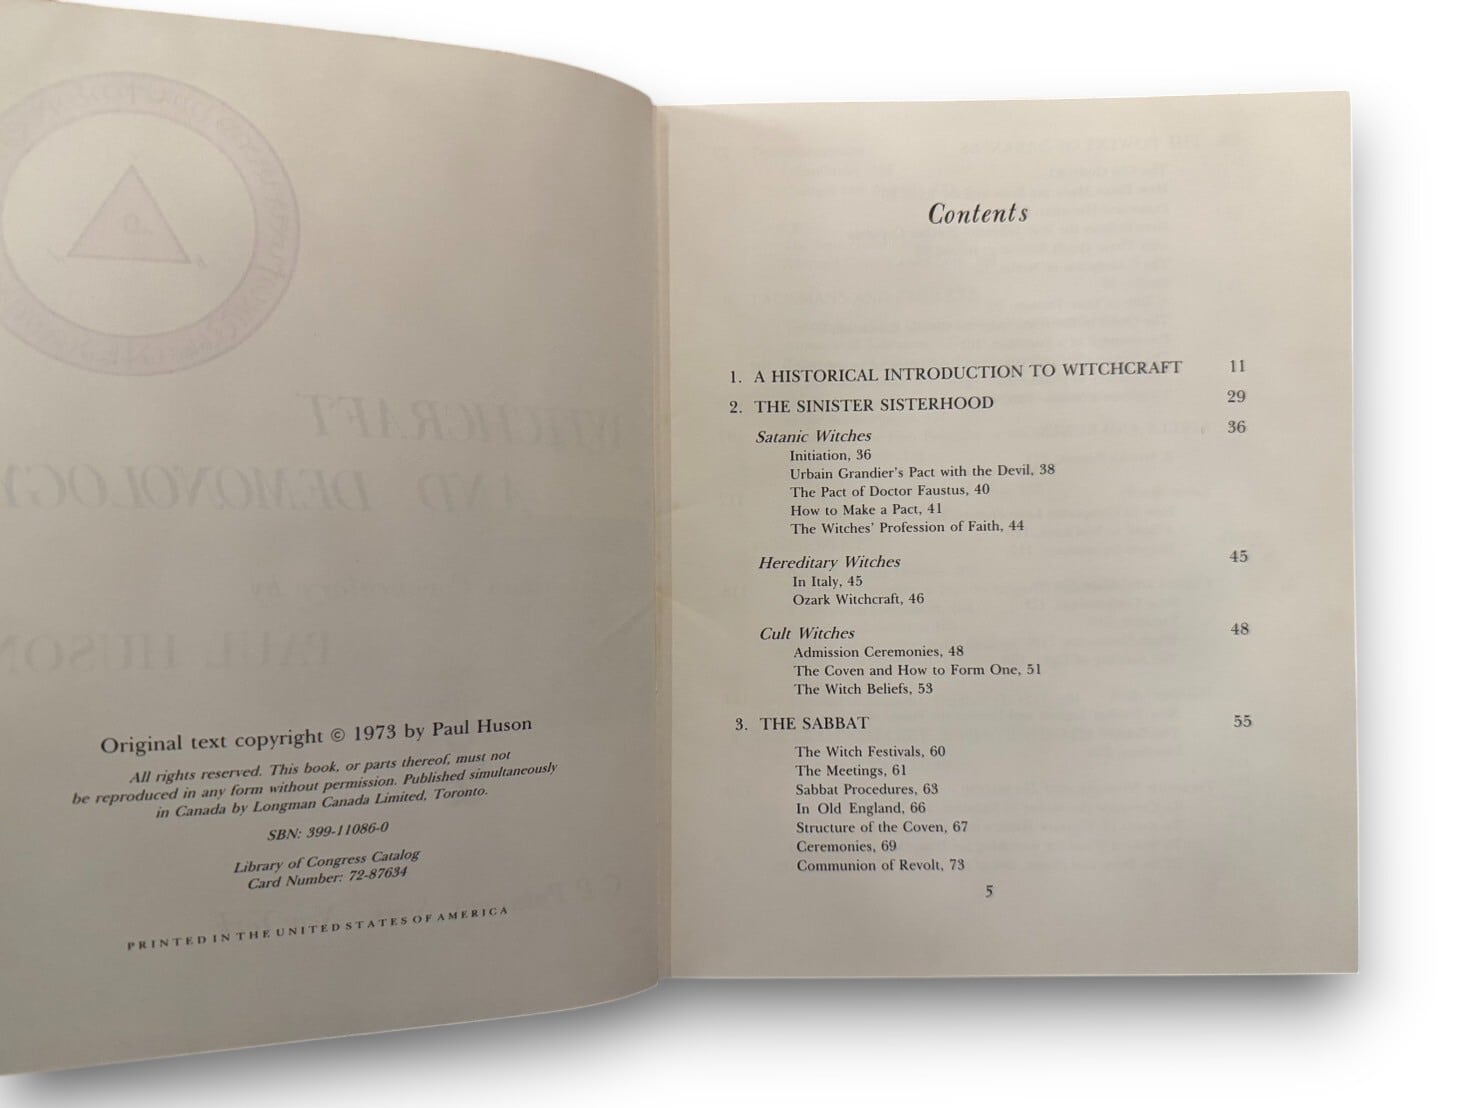 WITCHCRAFT
AND DEMONOLOGY
by
PAUL HUSON
Original text copyright © 1973 by Paul Huson
All rights reserved. This book, or parts thereof, must not
be reproduced in any form without permission. Published simultaneously
in Canada by Longman Canada Limited, Toronto.
SBN: 399-11086-0
Library of Congress Catalog
Card Number: 72-87634
PRINTED IN THE UNITED STATES OF AMERICA
Contents
1. A HISTORICAL INTRODUCTION TO WITCHCRAFT 11
2. THE SINISTER SISTERHOOD 29
Satanic Witches 36
Initiation, 36
Urbain Grandier's Pact with the Devil, 38
The Pact of Doctor Faustus, 40
How to Make a Pact, 41
The Witches' Profession of Faith, 44
Hereditary Witches 45
In Italy, 45
Ozark Witchcraft, 46
Cult Witches 48
Admission Ceremonies, 48
The Coven and How to Form One, 51
The Witch Beliefs, 53
3. THE SABBAT 55
The Witch Festivals, 60
The Meetings, 61
Sabbat Procedures, 63
In Old England, 66
Structure of the Coven, 67
Ceremonies, 69
Communion of Revolt, 73
5